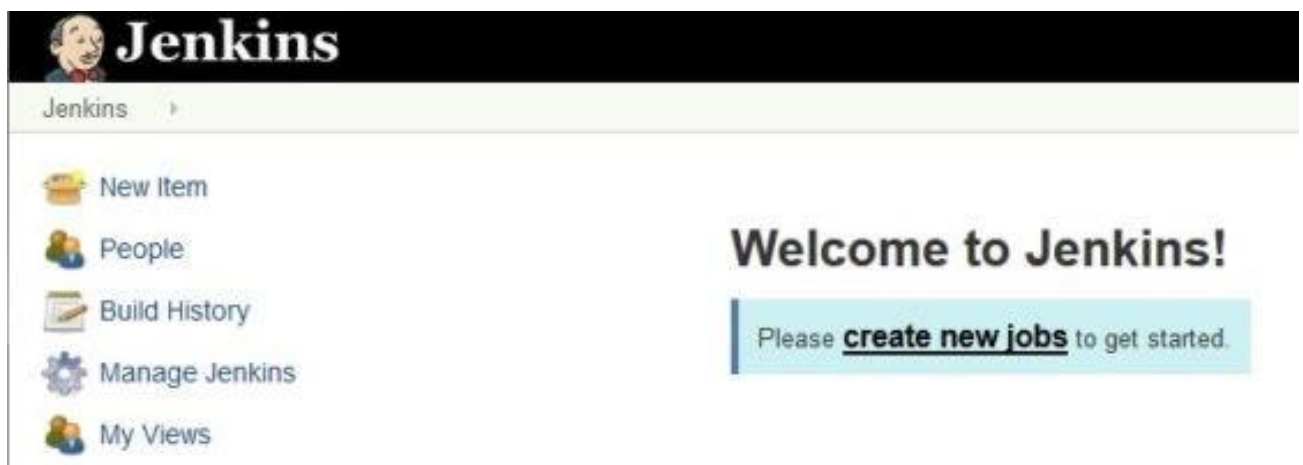 Jenkins
Jenkins
New Item
People
Build History
Manage Jenkins
My Views
Welcome to Jenkins!
Please create new jobs to get started.